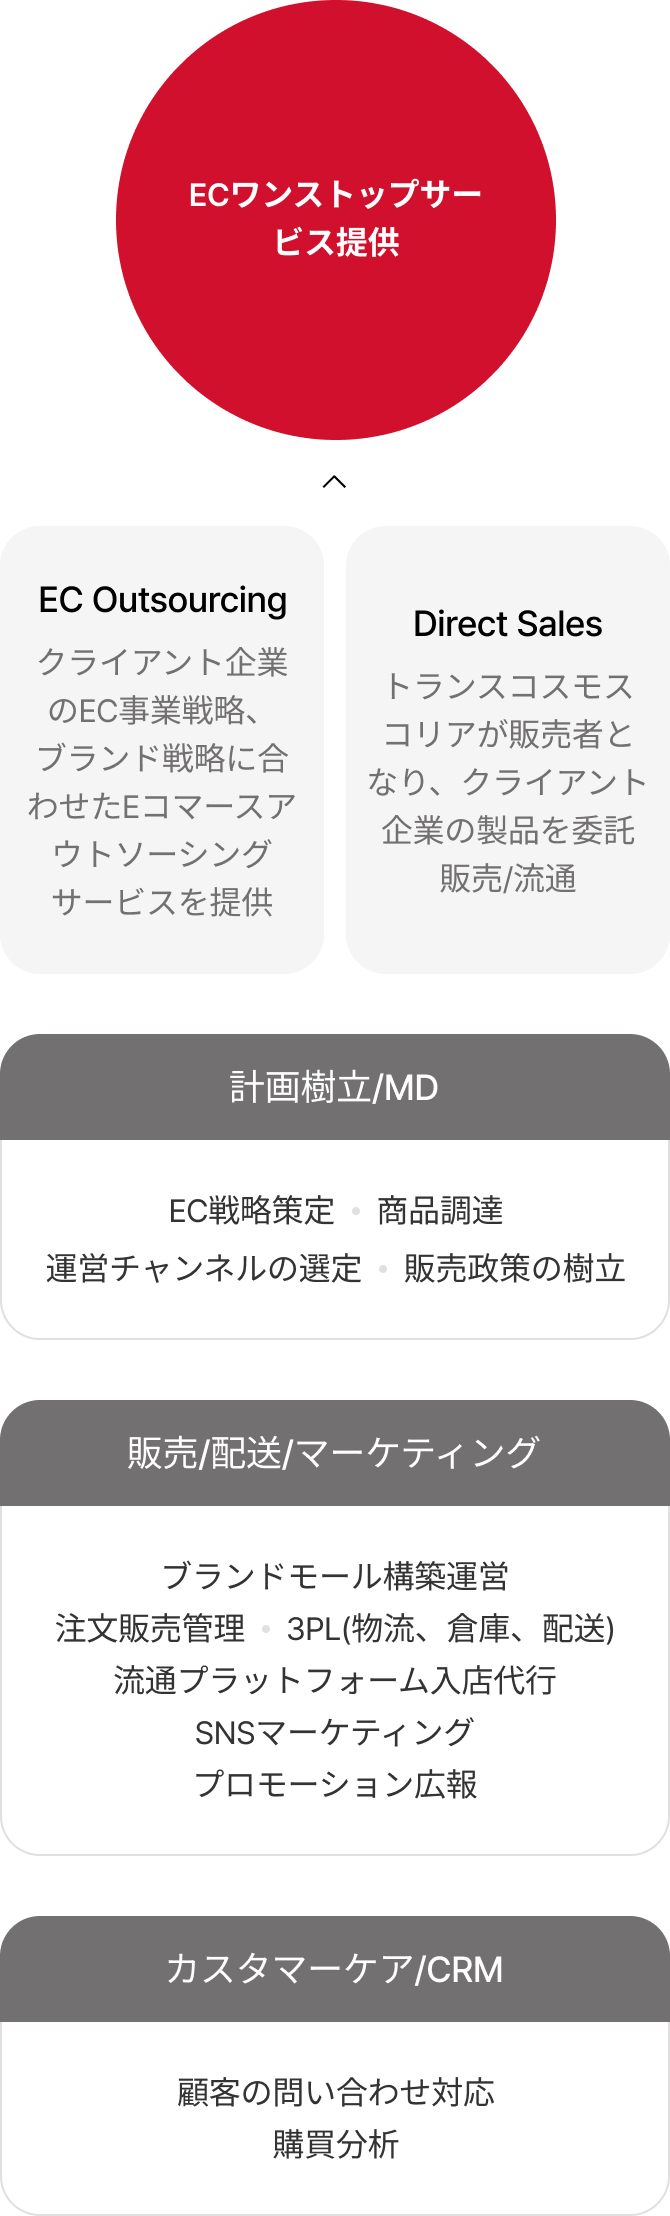 ECワンストップサー
ビス提供
EC Outsourcing
クライアント企業
のEC事業戦略、
ブランド戦略に合
わせたEコマースア
ウトソーシング
サービスを提供
Direct Sales
トランスコスモス
コリアが販売者と
なり、クライアント
企業の製品を委託
販売/流通
計画樹立/MD
EC戦略策定 • 商品調達
運営チャンネルの選定 • 販売政策の樹立
販売/配送/マーケティング
ブランドモール構築運営
注文販売管理 • 3PL(物流、倉庫、配送)
流通プラットフォーム入店代行
SNSマーケティング
プロモーション広報
カスタマーケア/CRM
顧客の問い合わせ対応
購買分析